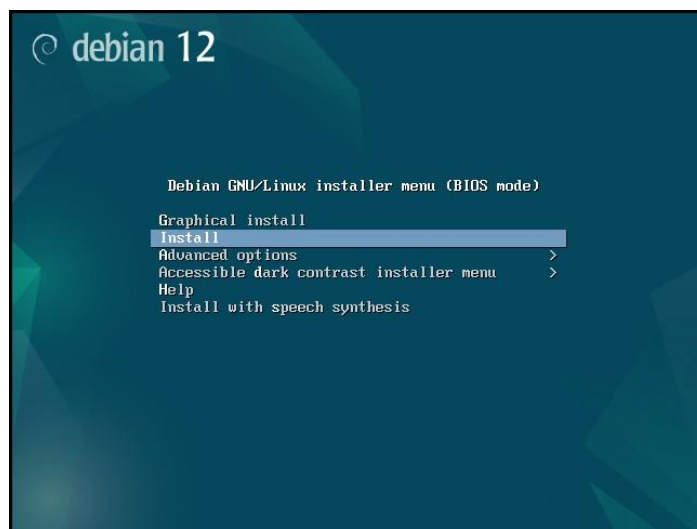 debian 12
Debian GNU/Linux installer menu (BIOS mode)
Graphical install
Install
Advanced options >
Accessible dark contrast installer menu >
Help
Install with speech synthesis